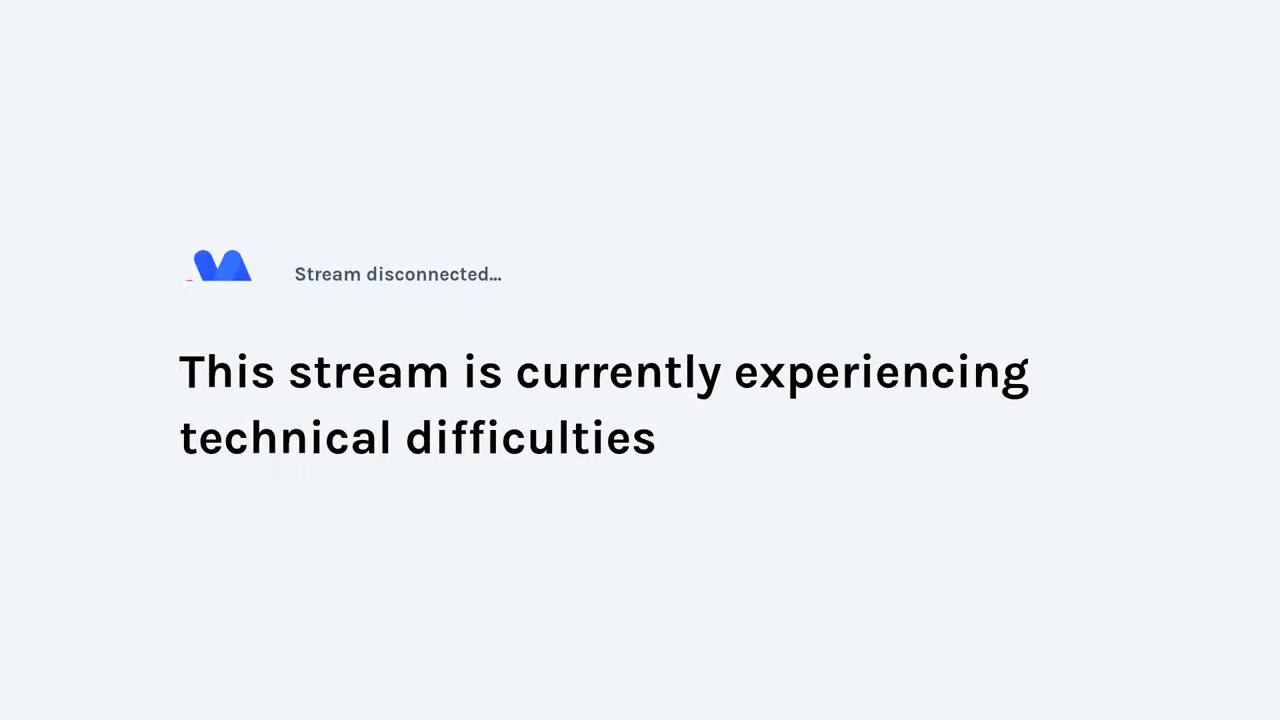 Stream disconnected...
This stream is currently experiencing
technical difficulties